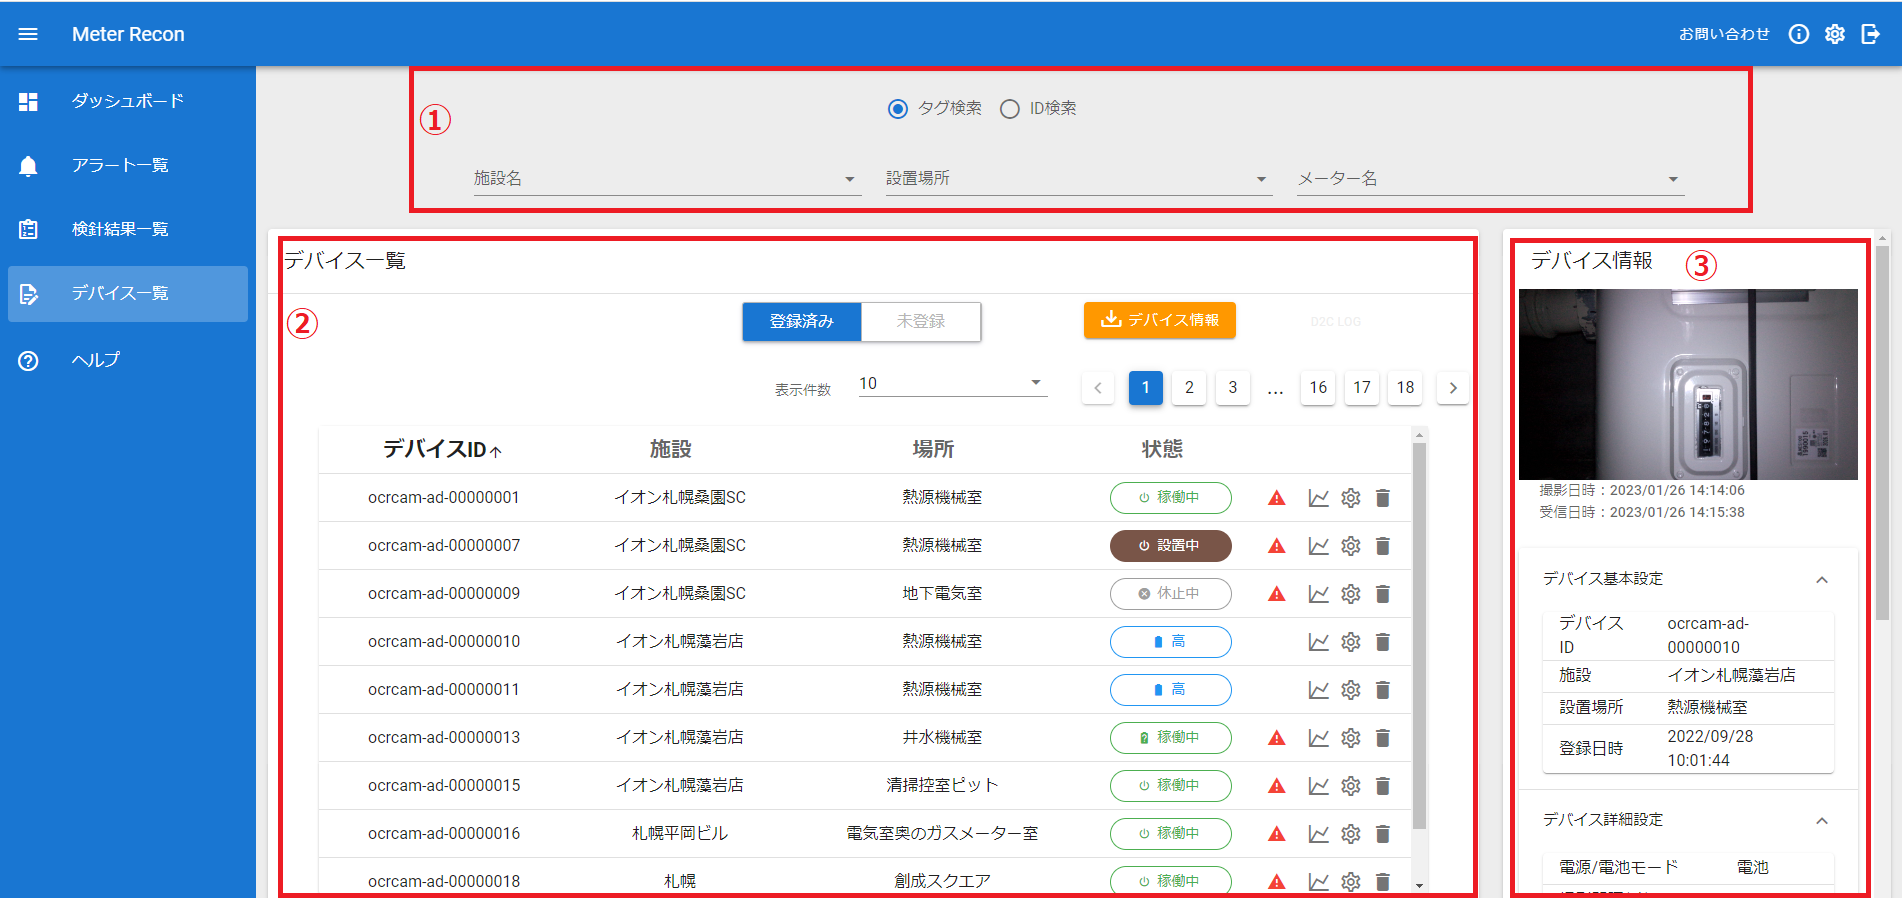 Meter Recon
お問い合わせ
ダッシュボード
アラート一覧
検針結果一覧
デバイス一覧
ヘルプ
①
タグ検索 ID検索
施設名 設置場所 メーター名
デバイス一覧
②
登録済み 未登録 デバイス情報 D2C LOG
表示件数 10 1 2 3 ... 16 17 18
デバイスID 施設 場所 状態
ocrcam-ad-00000001 イオン札幌桑園SC 熱源機械室 稼働中
ocrcam-ad-00000007 イオン札幌桑園SC 熱源機械室 設置中
ocrcam-ad-00000009 イオン札幌桑園SC 地下電気室 休止中
ocrcam-ad-00000010 イオン札幌藻岩店 熱源機械室 高
ocrcam-ad-00000011 イオン札幌藻岩店 熱源機械室 高
ocrcam-ad-00000013 イオン札幌藻岩店 井水機械室 稼働中
ocrcam-ad-00000015 イオン札幌藻岩店 清掃控室ピット 稼働中
ocrcam-ad-00000016 札幌平岡ビル 電気室奥のガスメーター室 稼働中
ocrcam-ad-00000018 札幌 創成スクエア 稼働中
デバイス情報 ③
撮影日時：2023/01/26 14:14:06
受信日時：2023/01/26 14:15:38
デバイス基本設定
デバイスID ocrcam-ad-00000010
施設 イオン札幌藻岩店
設置場所 熱源機械室
登録日時 2022/09/28 10:01:44
デバイス詳細設定
電源/電池モード 電池